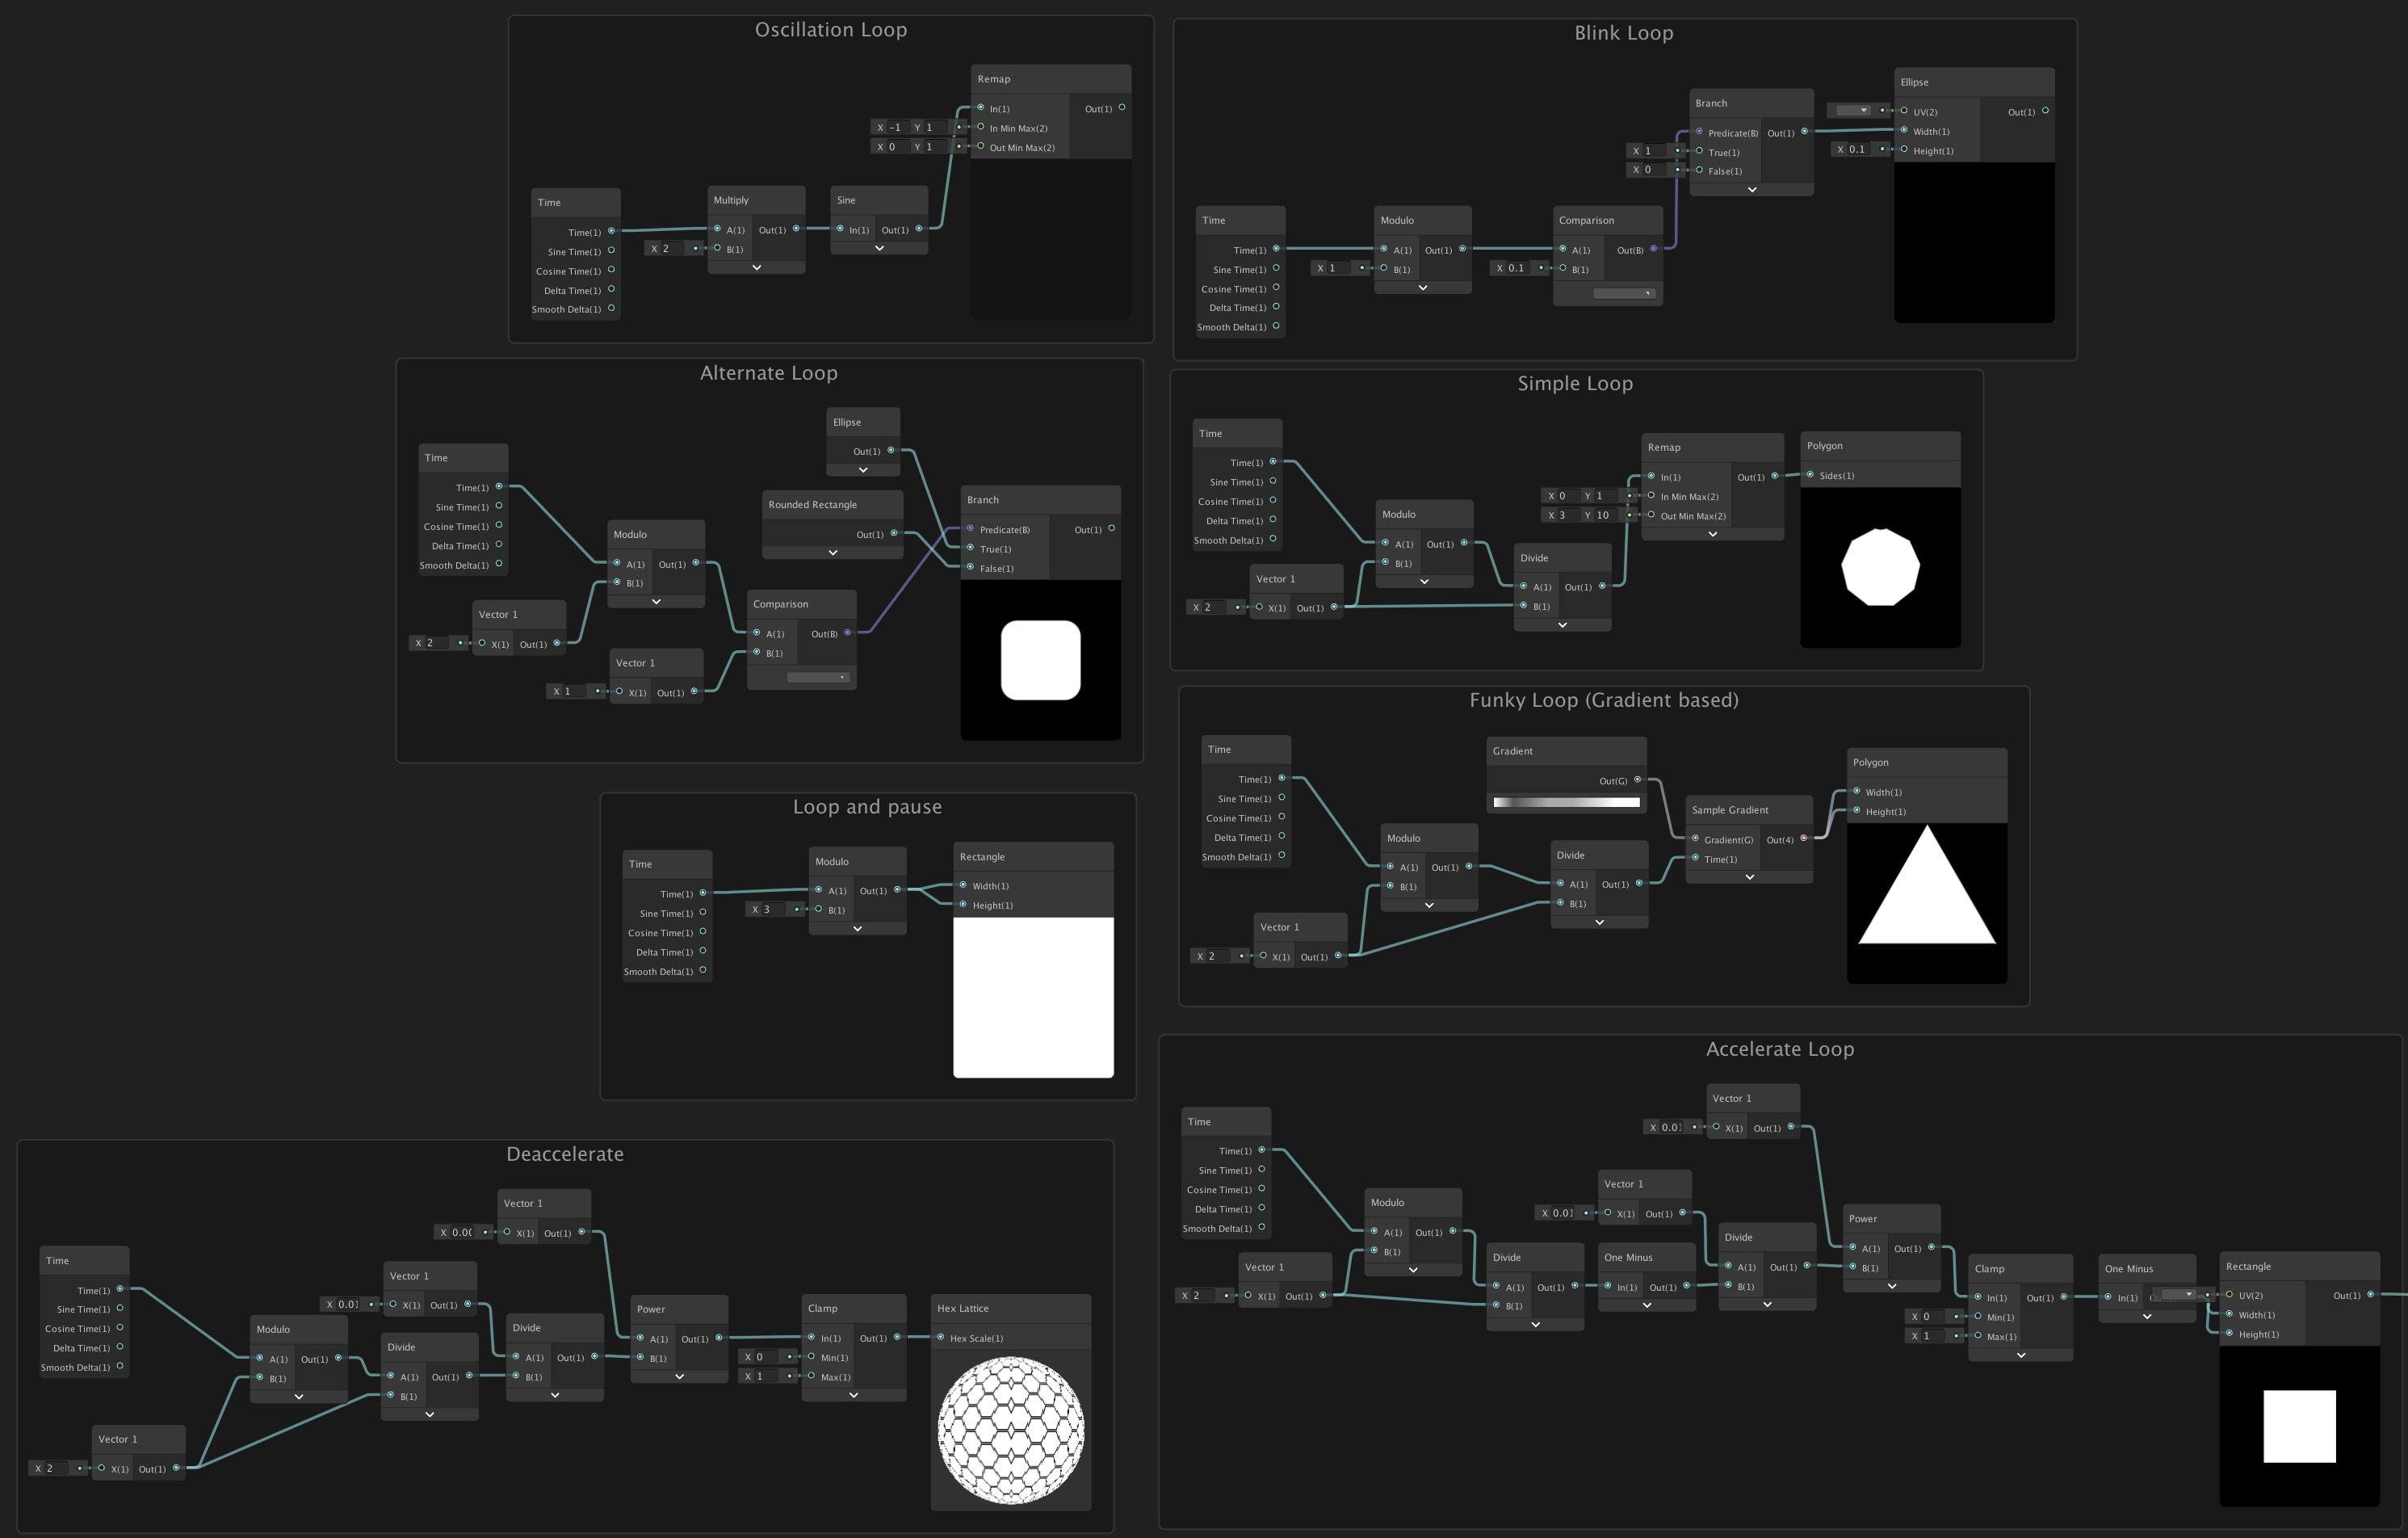 Oscillation Loop
Remap
In(1) Out(1)
X -1 Y 1 In Min Max(2)
X 0 Y 1 Out Min Max(2)
Time
Time(1)
Sine Time(1)
Cosine Time(1)
Delta Time(1)
Smooth Delta(1)
Multiply
A(1) Out(1)
X 2 B(1)
Sine
In(1) Out(1)
Blink Loop
Ellipse
UV(2) Out(1)
Width(1)
X 0.1 Height(1)
Branch
Predicate(B) Out(1)
X 1 True(1)
X 0 False(1)
Time
Time(1)
Sine Time(1)
Cosine Time(1)
Delta Time(1)
Smooth Delta(1)
Modulo
A(1) Out(1)
X 1 B(1)
Comparison
A(1) Out(B)
X 0.1 B(1)
Alternate Loop
Ellipse
Out(1)
Time
Time(1)
Sine Time(1)
Cosine Time(1)
Delta Time(1)
Smooth Delta(1)
Rounded Rectangle
Out(1)
Branch
Predicate(B) Out(1)
True(1)
False(1)
Modulo
A(1) Out(1)
B(1)
Vector 1
X 2 X(1) Out(1)
Comparison
A(1) Out(B)
B(1)
Vector 1
X 1 X(1) Out(1)
Simple Loop
Time
Time(1)
Sine Time(1)
Cosine Time(1)
Delta Time(1)
Smooth Delta(1)
Remap
In(1) Out(1)
X 0 Y 1 In Min Max(2)
X 3 Y 10 Out Min Max(2)
Polygon
Sides(1)
Modulo
A(1) Out(1)
B(1)
Divide
A(1) Out(1)
B(1)
Vector 1
X 2 X(1) Out(1)
Funky Loop (Gradient based)
Time
Time(1)
Sine Time(1)
Cosine Time(1)
Delta Time(1)
Smooth Delta(1)
Gradient
Out(G)
Polygon
Width(1)
Height(1)
Sample Gradient
Gradient(G) Out(4)
Time(1)
Modulo
A(1) Out(1)
B(1)
Divide
A(1) Out(1)
B(1)
Vector 1
X 2 X(1) Out(1)
Loop and pause
Time
Time(1)
Sine Time(1)
Cosine Time(1)
Delta Time(1)
Smooth Delta(1)
Modulo
A(1) Out(1)
X 3 B(1)
Rectangle
Width(1)
Height(1)
Accelerate Loop
Vector 1
X 0.01 X(1) Out(1)
Time
Time(1)
Sine Time(1)
Cosine Time(1)
Delta Time(1)
Smooth Delta(1)
Vector 1
X 0.01 X(1) Out(1)
Modulo
A(1) Out(1)
B(1)
Power
A(1) Out(1)
B(1)
Divide
A(1) Out(1)
B(1)
Divide
A(1) Out(1)
B(1)
One Minus
In(1) Out(1)
Vector 1
X 2 X(1) Out(1)
Clamp
In(1) Out(1)
X 0 Min(1)
X 1 Max(1)
One Minus
In(1)
Rectangle
UV(2) Out(1)
Width(1)
Height(1)
Deaccelerate
Vector 1
X 0.00 X(1) Out(1)
Time
Time(1)
Sine Time(1)
Cosine Time(1)
Delta Time(1)
Smooth Delta(1)
Vector 1
X 0.01 X(1) Out(1)
Modulo
A(1) Out(1)
B(1)
Divide
A(1) Out(1)
B(1)
Divide
A(1) Out(1)
B(1)
Power
A(1) Out(1)
B(1)
Clamp
In(1) Out(1)
X 0 Min(1)
X 1 Max(1)
Hex Lattice
Hex Scale(1)
Vector 1
X 2 X(1) Out(1)